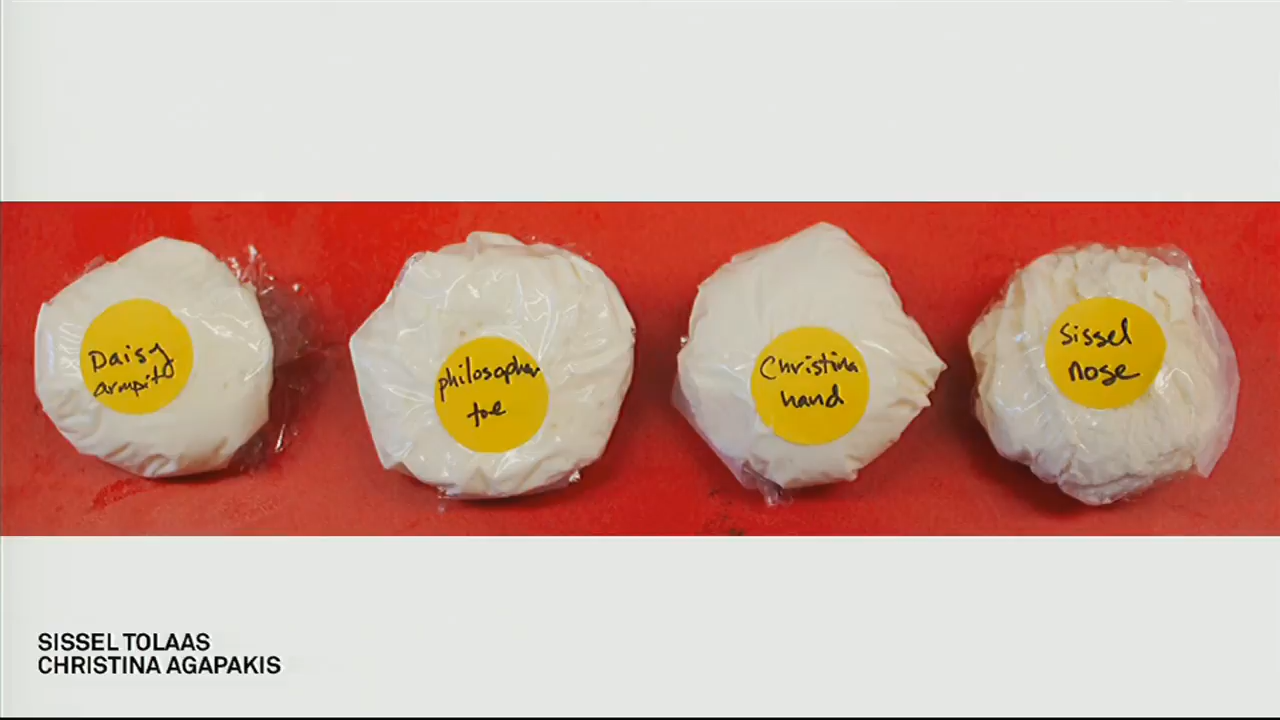 Daisy
armpit
philosopher
toe
Christina
hand
Sissel
nose
SISSEL TOLAAS
CHRISTINA AGAPAKIS